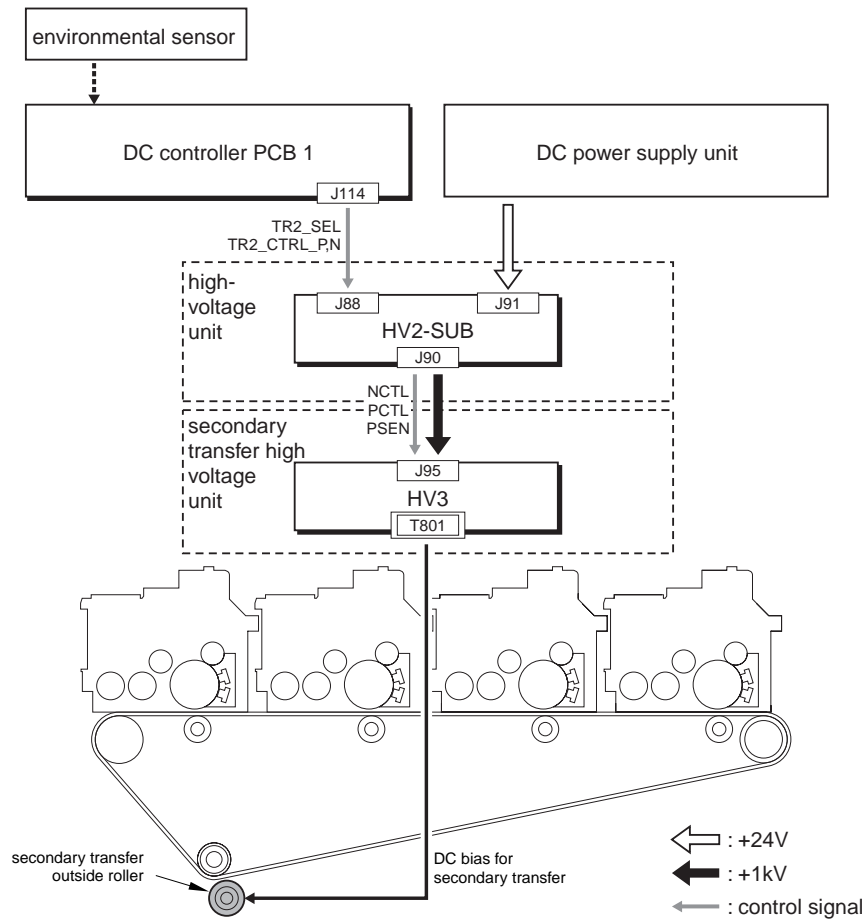 environmental sensor
DC controller PCB 1
DC power supply unit
J114
TR2_SEL
TR2_CTRL_P,N
high-
voltage
unit
J88
J91
HV2-SUB
J90
NCTL
PCTL
PSEN
secondary
transfer high
voltage
unit
J95
HV3
T801
secondary transfer
outside roller
DC bias for
secondary transfer
: +24V
: +1kV
: control signal